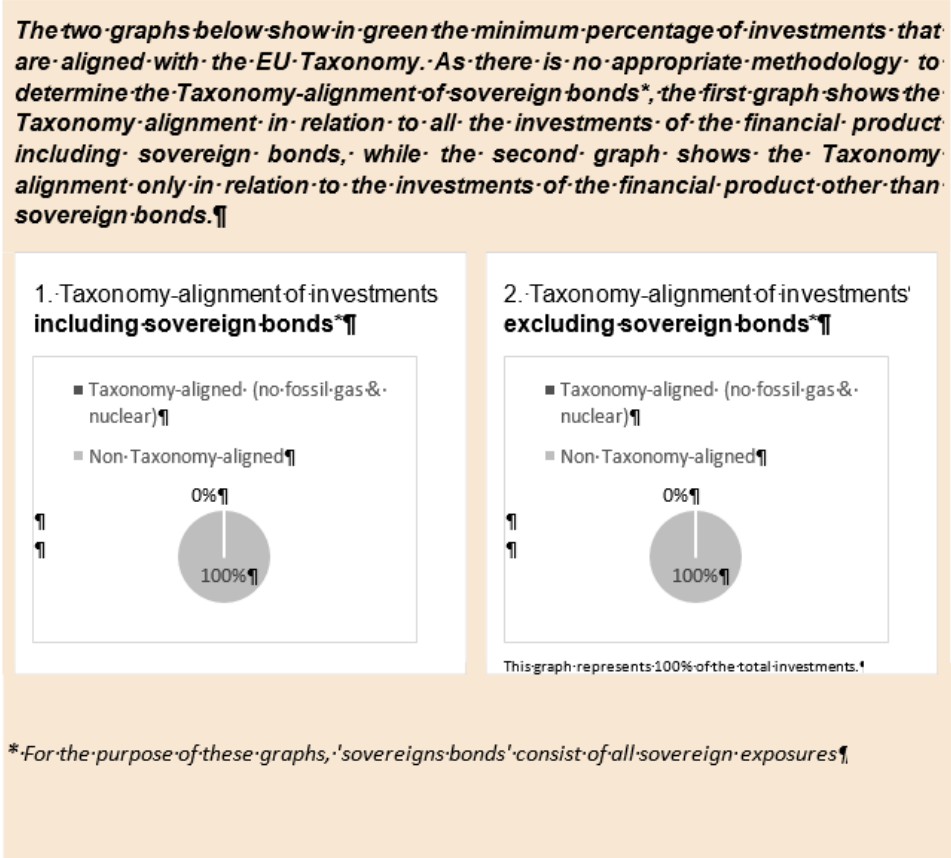 The two graphs below show in green the minimum percentage of investments that
are aligned with the EU Taxonomy. As there is no appropriate methodology to
determine the Taxonomy-alignment of sovereign bonds*, the first graph shows the
Taxonomy alignment in relation to all the investments of the financial product
including sovereign bonds, while the second graph shows the Taxonomy
alignment only in relation to the investments of the financial product other than
sovereign bonds.¶
1. Taxonomy-alignment of investments
including sovereign bonds*¶
Taxonomy-aligned (no fossil gas &
nuclear)¶
Non Taxonomy-aligned¶
0%¶
¶
¶
100%¶
2. Taxonomy-alignment of investments'
excluding sovereign bonds*¶
Taxonomy-aligned (no fossil gas &
nuclear)¶
Non Taxonomy-aligned¶
0%¶
¶
¶
100%¶
This graph represents 100% of the total investments.¶
* For the purpose of these graphs, 'sovereigns bonds' consist of all sovereign exposures¶